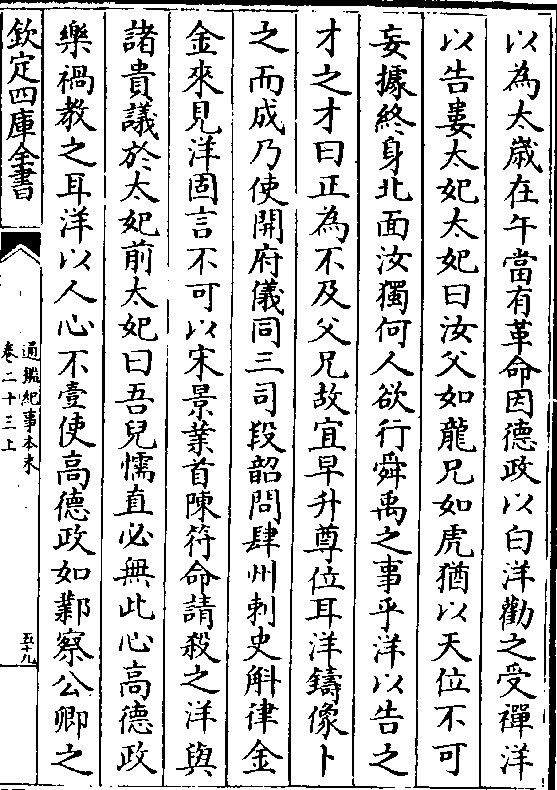 以為太歲在午當有革命因德政以白洋勸之受禪洋
以告婁太妃太妃曰汝父如龍兄如虎猶以天位不可
妄據終身北面汝獨何人欲行舜禹之事乎洋以告之
才之才曰正為不及父兄故宜早升尊位耳洋鑄像卜
之而成乃使開府儀同三司段韶問肆州刺史斛律金
金來見洋固言不可以宋景業首陳符命請殺之洋與
諸貴議於太妃前太妃曰吾兒懦直必無此心高德政
樂禍教之耳洋以人心不壹使高德政如鄴察公卿之
欽定四庫全書
通鑑紀事本末
卷二十三上
五十九